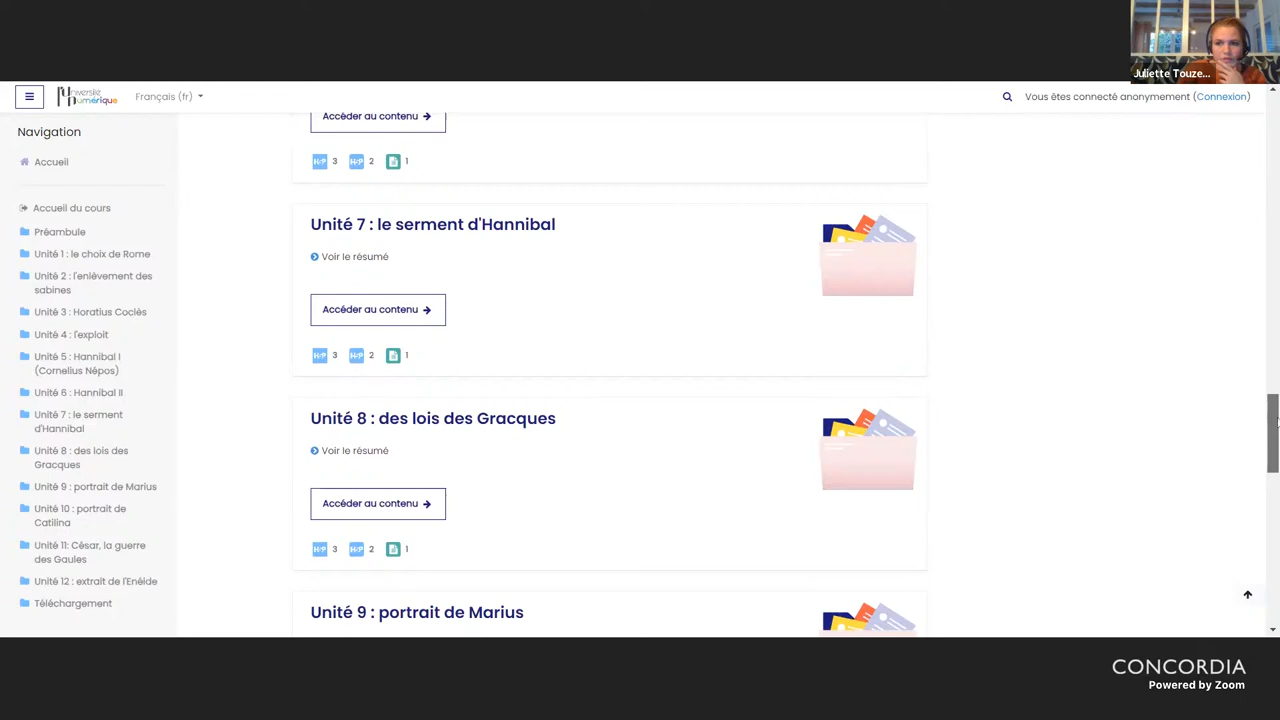 Juliette Touze...
Université
Numérique
Français (fr)
Vous êtes connecté anonymement (Connexion)
Navigation
Accueil
Accueil du cours
Préambule
Unité 1 : le choix de Rome
Unité 2 : l'enlèvement des
sabines
Unité 3 : Horatius Coclès
Unité 4 : l'exploit
Unité 5 : Hannibal I
(Cornelius Népos)
Unité 6 : Hannibal II
Unité 7 : le serment
d'Hannibal
Unité 8 : des lois des
Gracques
Unité 9 : portrait de Marius
Unité 10 : portrait de
Catilina
Unité 11: César, la guerre
des Gaules
Unité 12 : extrait de l'Enéide
Téléchargement
Accéder au contenu
H-P 3 H-P 2 1
Unité 7 : le serment d'Hannibal
Voir le résumé
Accéder au contenu
H-P 3 H-P 2 1
Unité 8 : des lois des Gracques
Voir le résumé
Accéder au contenu
H-P 3 H-P 2 1
Unité 9 : portrait de Marius
CONCORDIA
Powered by Zoom